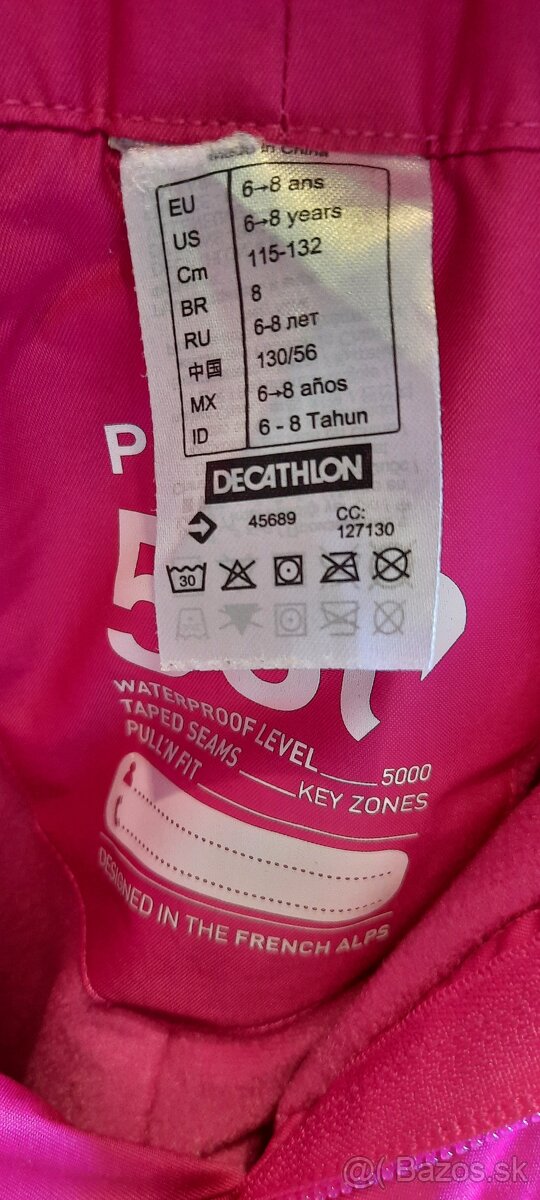 Made in China
EU 6→8 ans
US 6→8 years
Cm 115-132
BR 8
RU 6-8 лет
中国 130/56
MX 6→8 años
ID 6 - 8 Tahun
DECATHLON
45689 CC:
127130
30
P
5
WATERPROOF LEVEL 5000
TAPED SEAMS KEY ZONES
PULL'N FIT
DESIGNED IN THE FRENCH ALPS
@( Bazos.sk